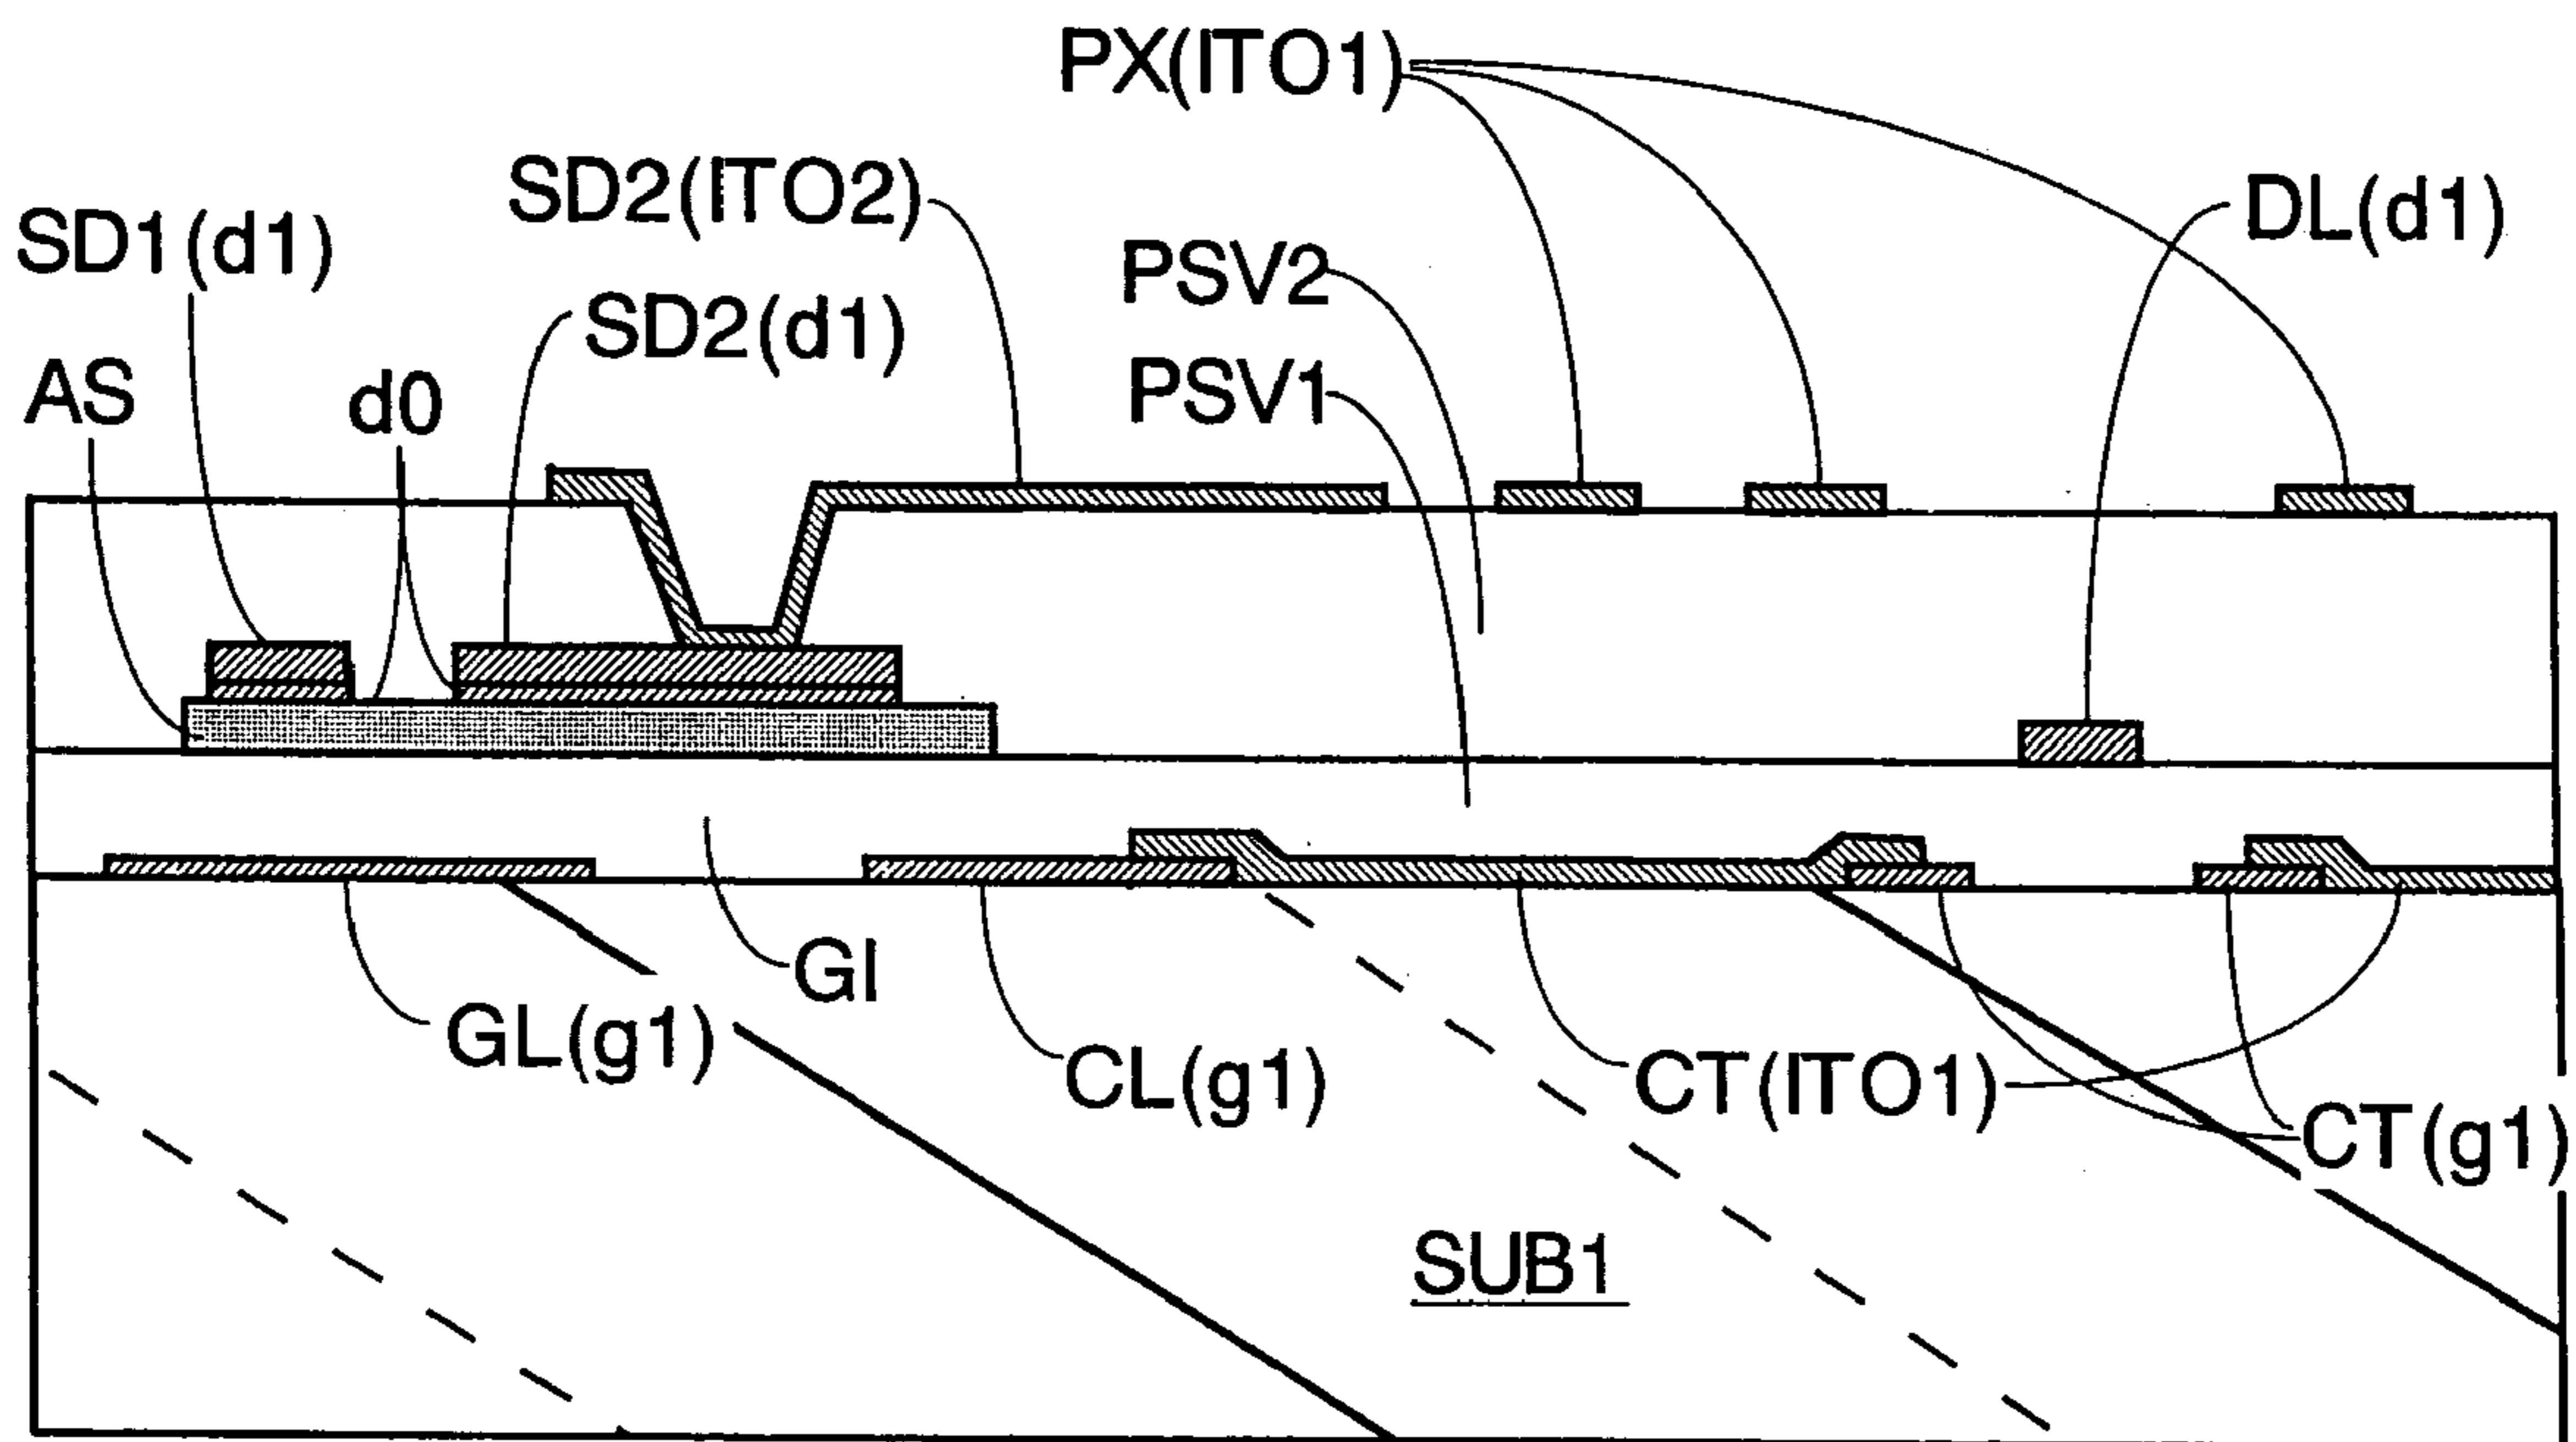 PX(ITO1)
SD2(ITO2)
DL(d1)
SD1(d1)
PSV2
SD2(d1)
AS
d0
PSV1
GI
GL(g1)
CL(g1)
CT(ITO1)
CT(g1)
SUB1